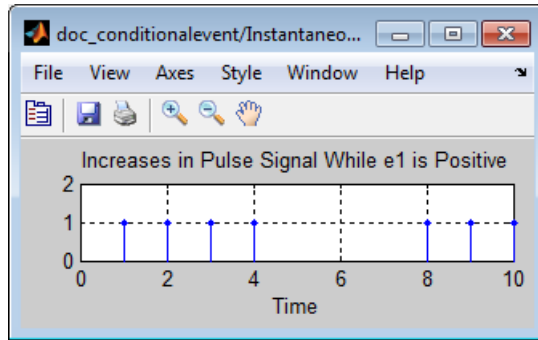 doc_conditionalevent/Instantaneo...
File View Axes Style Window Help
Increases in Pulse Signal While e1 is Positive
2
1
0
0 2 4 6 8 10
Time